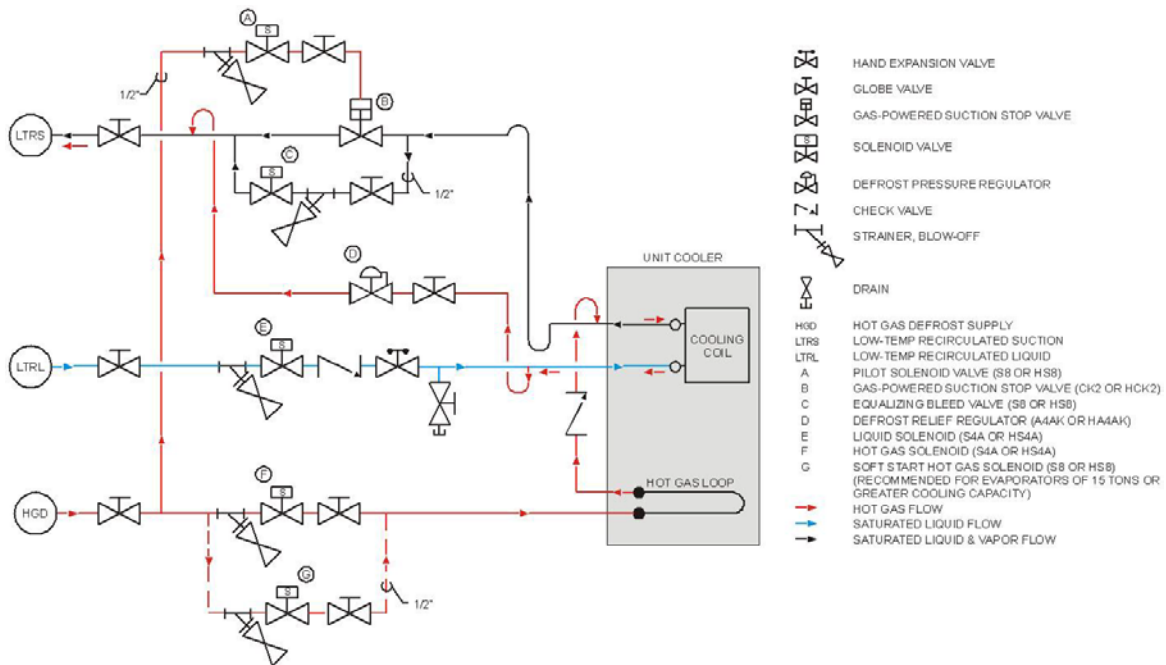 A
S
1/2"
B
LTRS
C
S
1/2"
D
UNIT COOLER
E
S
LTRL
COOLING
COIL
F
S
HOT GAS LOOP
HGD
G
S
1/2"
HAND EXPANSION VALVE
GLOBE VALVE
GAS-POWERED SUCTION STOP VALVE
S
SOLENOID VALVE
DEFROST PRESSURE REGULATOR
CHECK VALVE
STRAINER, BLOW-OFF
DRAIN
HGD HOT GAS DEFROST SUPPLY
LTRS LOW-TEMP RECIRCULATED SUCTION
LTRL LOW-TEMP RECIRCULATED LIQUID
A PILOT SOLENOID VALVE (S8 OR HS8)
B GAS-POWERED SUCTION STOP VALVE (CK2 OR HCK2)
C EQUALIZING BLEED VALVE (S8 OR HS8)
D DEFROST RELIEF REGULATOR (A4AK OR HA4AK)
E LIQUID SOLENOID (S4A OR HS4A)
F HOT GAS SOLENOID (S4A OR HS4A)
G SOFT START HOT GAS SOLENOID (S8 OR HS8)
(RECOMMENDED FOR EVAPORATORS OF 15 TONS OR
GREATER COOLING CAPACITY)
HOT GAS FLOW
SATURATED LIQUID FLOW
SATURATED LIQUID & VAPOR FLOW